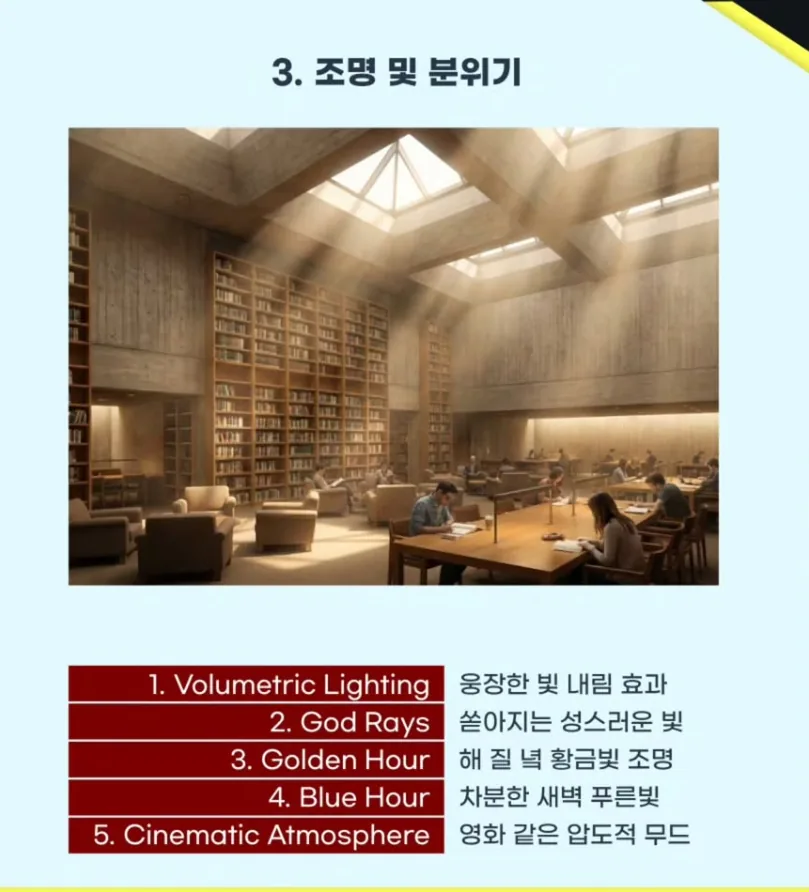 3. 조명 및 분위기
1. Volumetric Lighting 웅장한 빛 내림 효과
2. God Rays 쏟아지는 성스러운 빛
3. Golden Hour 해 질 녘 황금빛 조명
4. Blue Hour 차분한 새벽 푸른빛
5. Cinematic Atmosphere 영화 같은 압도적 무드